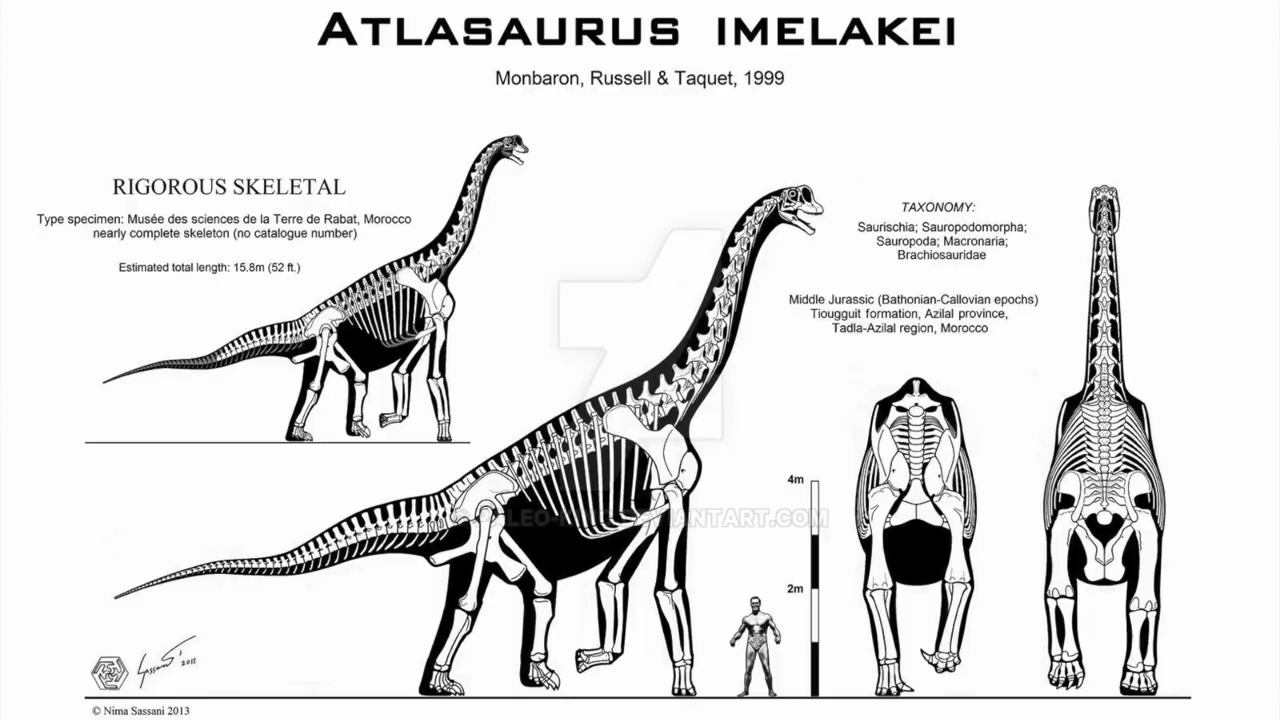 ATLASAURUS IMELAKEI
Monbaron, Russell & Taquet, 1999
RIGOROUS SKELETAL
Type specimen: Musée des sciences de la Terre de Rabat, Morocco
nearly complete skeleton (no catalogue number)
Estimated total length: 15.8m (52 ft.)
TAXONOMY:
Saurischia; Sauropodomorpha;
Sauropoda; Macronaria;
Brachiosauridae
Middle Jurassic (Bathonian-Callovian epochs)
Tiougguit formation, Azilal province,
Tadla-Azilal region, Morocco
4m
2m
© Nima Sassani 2013